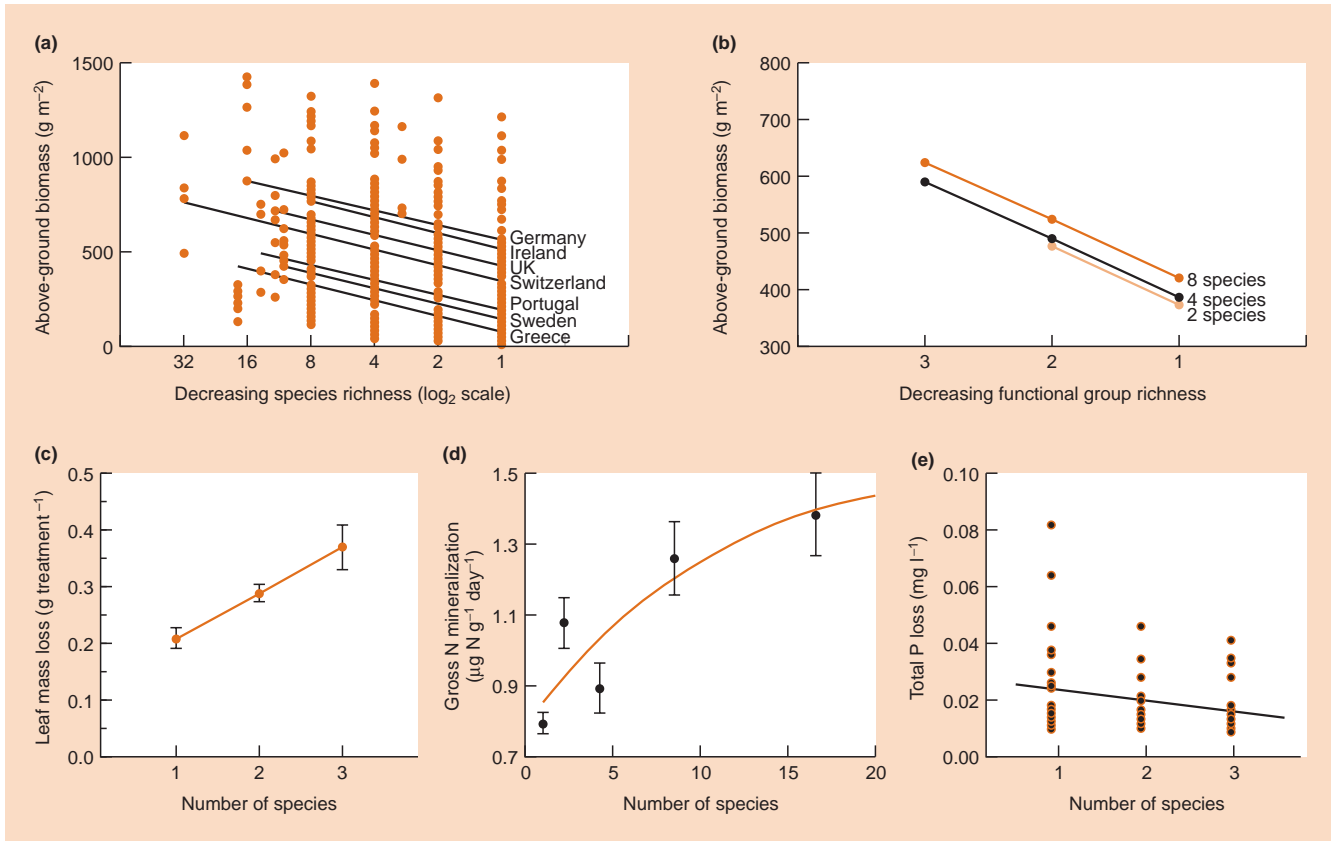 (a)
Above-ground biomass (g m⁻²)
1500
1000
500
0
32
16
8
4
2
1
Germany
Ireland
UK
Switzerland
Portugal
Sweden
Greece
Decreasing species richness (log₂ scale)
(b)
Above-ground biomass (g m⁻²)
800
700
600
500
400
300
3
2
1
8 species
4 species
2 species
Decreasing functional group richness
(c)
Leaf mass loss (g treatment⁻¹)
0.5
0.4
0.3
0.2
0.1
0.0
1
2
3
Number of species
(d)
Gross N mineralization
(μg N g⁻¹ day⁻¹)
1.5
1.3
1.1
0.9
0.7
0
5
10
15
20
Number of species
(e)
Total P loss (mg l⁻¹)
0.10
0.08
0.06
0.04
0.02
0.00
1
2
3
Number of species